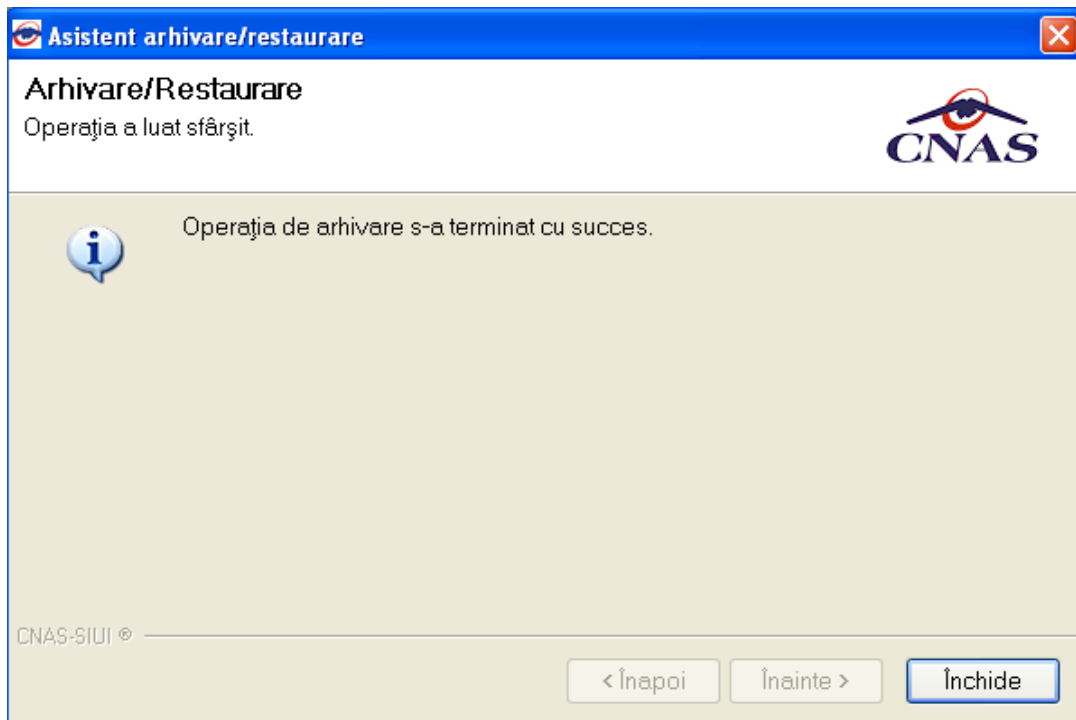 Asistent arhivare/restaurare
Arhivare/Restaurare
Operaţia a luat sfârşit.
CNAS
Operaţia de arhivare s-a terminat cu succes.
CNAS-SIUI ®
< Înapoi
Înainte >
Închide